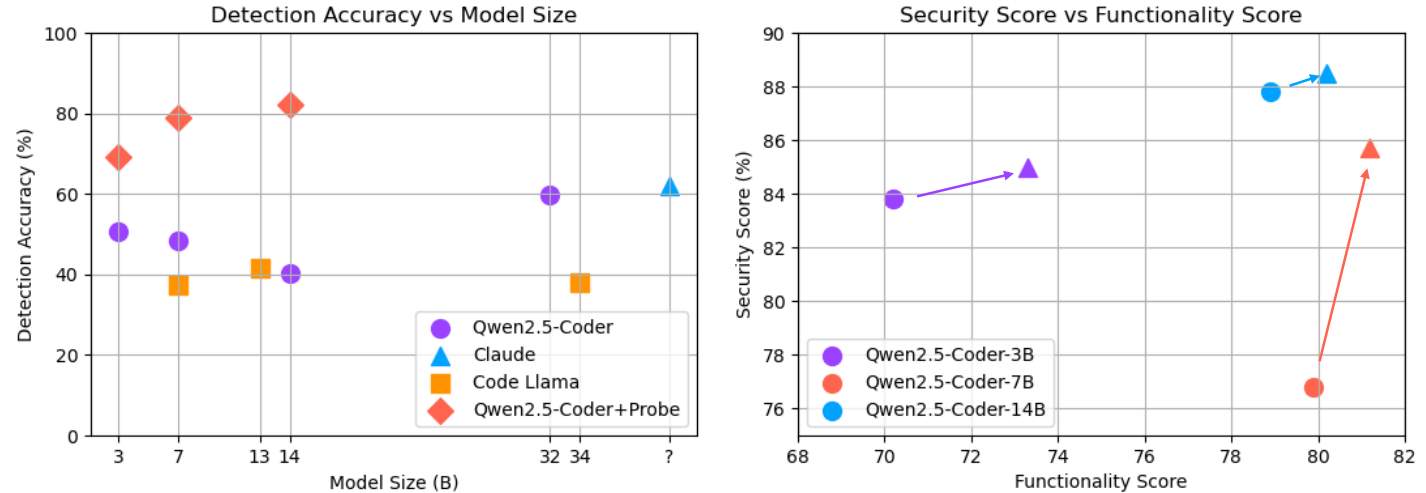 Detection Accuracy vs Model Size
Detection Accuracy (%)
100
80
60
40
20
0
Qwen2.5-Coder
Claude
Code Llama
Qwen2.5-Coder+Probe
3 7 13 14 32 34 ?
Model Size (B)
Security Score vs Functionality Score
Security Score (%)
90
88
86
84
82
80
78
76
Qwen2.5-Coder-3B
Qwen2.5-Coder-7B
Qwen2.5-Coder-14B
68 70 72 74 76 78 80 82
Functionality Score